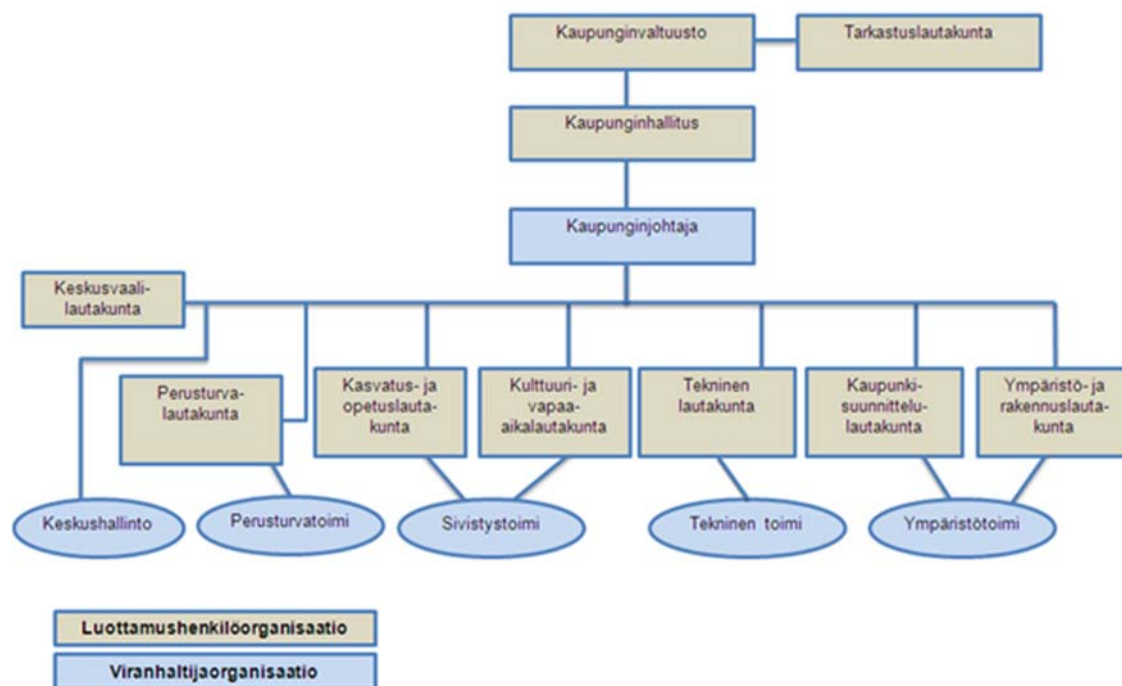 Kaupunginvaltuusto
Tarkastuslautakunta
Kaupunginhallitus
Kaupunginjohtaja
Keskusvaali-
lautakunta
Perusturva-
lautakunta
Kasvatus- ja
opetuslauta-
kunta
Kulttuuri- ja
vapaa-
aikalautakunta
Tekninen
lautakunta
Kaupunki-
suunnittelu-
lautakunta
Ympäristö- ja
rakennuslauta-
kunta
Keskushallinto
Perusturvatoimi
Sivistystoimi
Tekninen toimi
Ympäristötoimi
Luottamushenkilöorganisaatio
Viranhaltijaorganisaatio